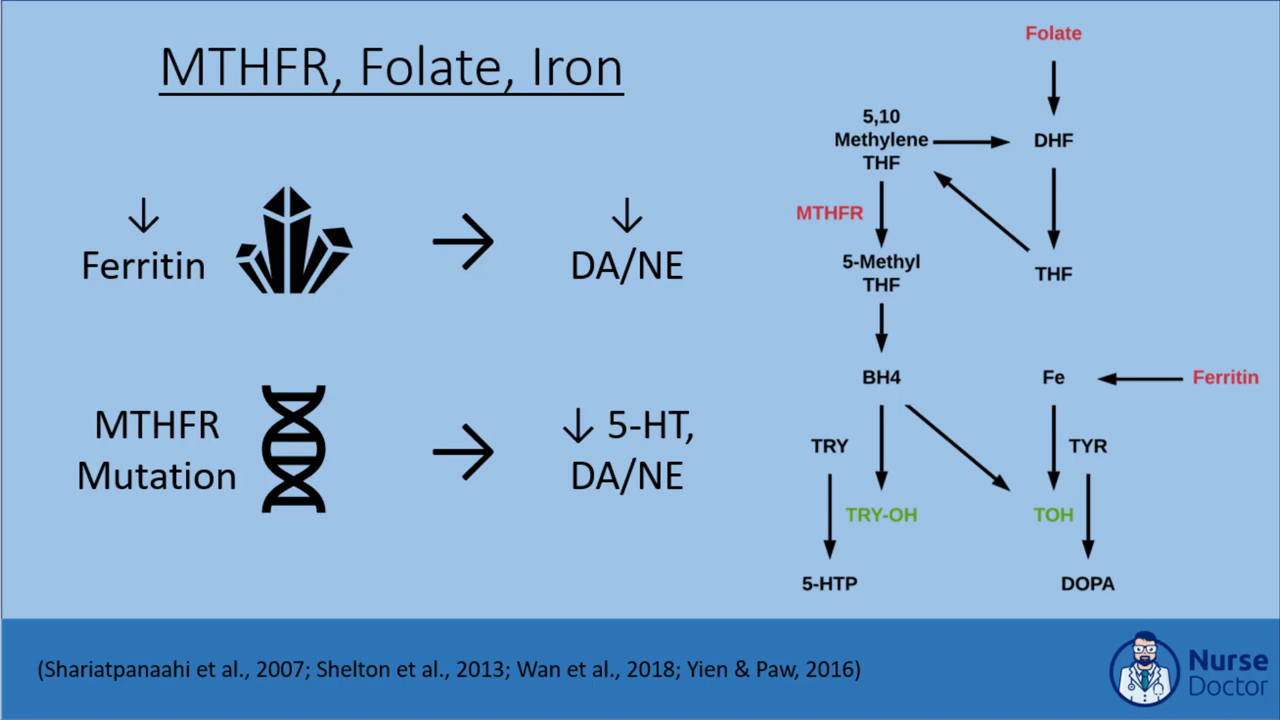 MTHFR, Folate, Iron
↓
Ferritin
→
↓
DA/NE
MTHFR
Mutation
→
↓ 5-HT,
DA/NE
Folate
5,10
Methylene
THF
DHF
MTHFR
5-Methyl
THF
THF
BH4
Fe
Ferritin
TRY
TYR
TRY-OH
TOH
5-HTP
DOPA
(Shariatpanaahi et al., 2007; Shelton et al., 2013; Wan et al., 2018; Yien & Paw, 2016)
Nurse
Doctor